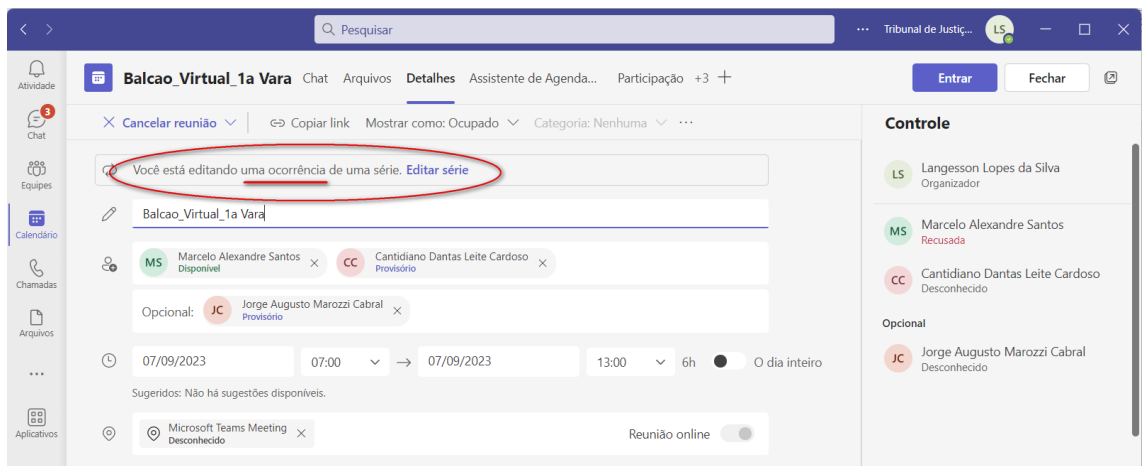 Pesquisar
Tribunal de Justiç...
LS
Atividade
3
Chat
Equipes
Calendário
Chamadas
Arquivos
Aplicativos
Balcao_Virtual_1a Vara Chat Arquivos Detalhes Assistente de Agenda... Participação +3
Entrar Fechar
Cancelar reunião Copiar link Mostrar como: Ocupado Categoria: Nenhuma ...
Você está editando uma ocorrência de uma série. Editar série
Balcao_Virtual_1a Vara
MS Marcelo Alexandre Santos
Disponível
CC Cantidiano Dantas Leite Cardoso
Provisório
Opcional: JC Jorge Augusto Marozzi Cabral
Provisório
07/09/2023 07:00 → 07/09/2023 13:00 6h O dia inteiro
Sugeridos: Não há sugestões disponíveis.
Microsoft Teams Meeting
Desconhecido
Reunião online
Controle
LS Langesson Lopes da Silva
Organizador
MS Marcelo Alexandre Santos
Recusada
CC Cantidiano Dantas Leite Cardoso
Desconhecido
Opcional
JC Jorge Augusto Marozzi Cabral
Desconhecido